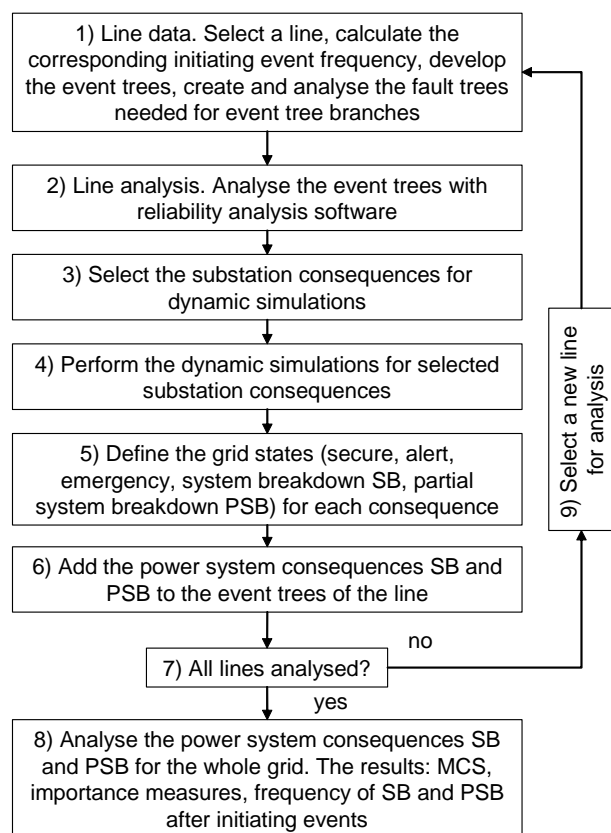 1) Line data. Select a line, calculate the
corresponding initiating event frequency, develop
the event trees, create and analyse the fault trees
needed for event tree branches
2) Line analysis. Analyse the event trees with
reliability analysis software
3) Select the substation consequences for
dynamic simulations
4) Perform the dynamic simulations for selected
substation consequences
5) Define the grid states (secure, alert,
emergency, system breakdown SB, partial
system breakdown PSB) for each consequence
6) Add the power system consequences SB and
PSB to the event trees of the line
7) All lines analysed?
no
yes
8) Analyse the power system consequences SB
and PSB for the whole grid. The results: MCS,
importance measures, frequency of SB and PSB
after initiating events
9) Select a new line
for analysis